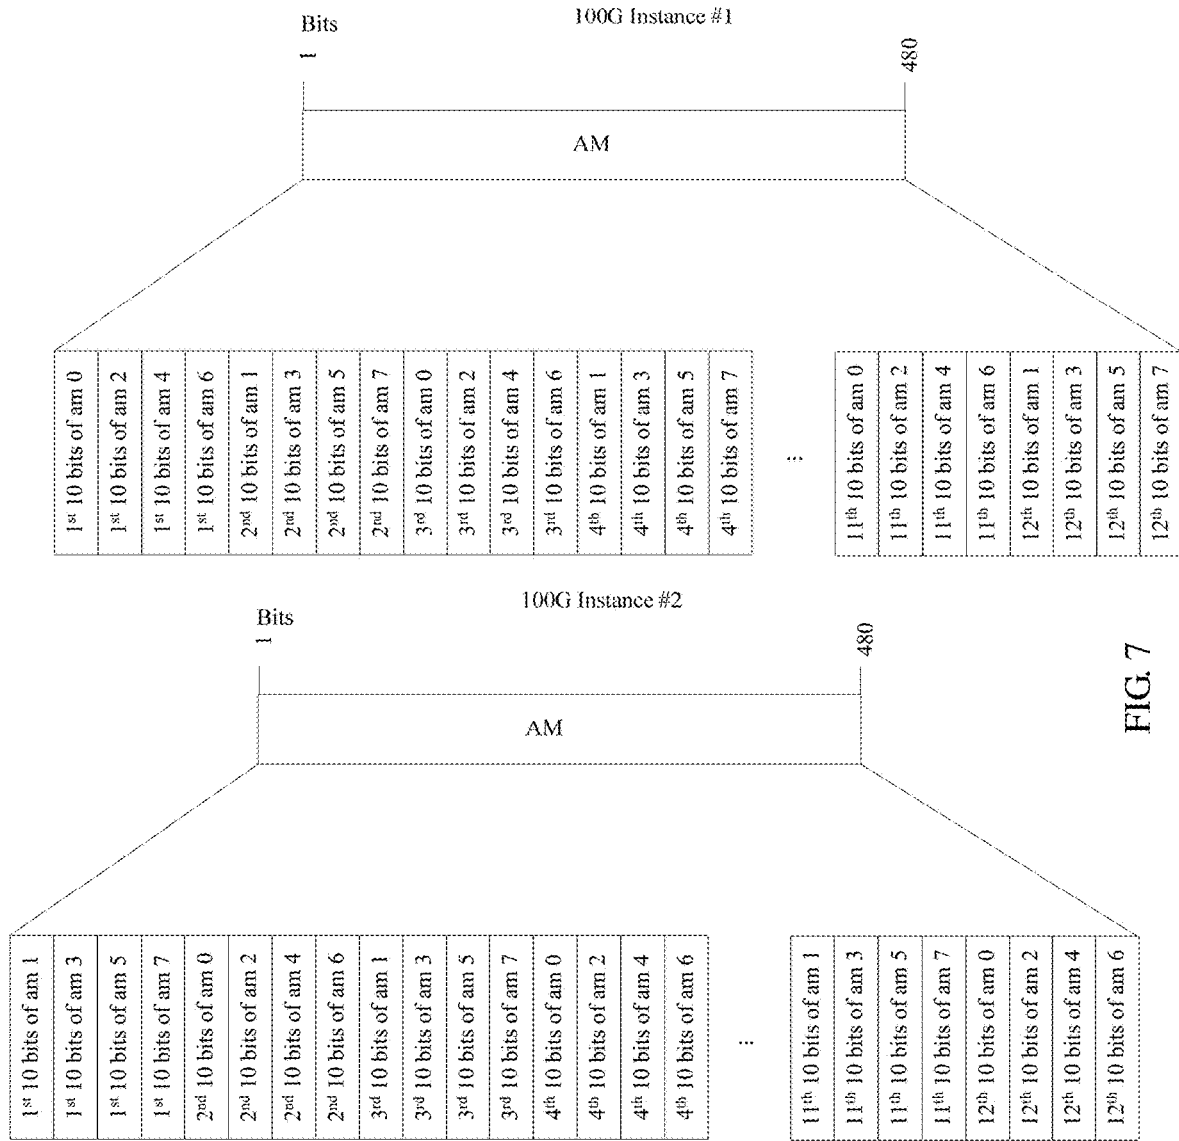 100G Instance #1
Bits
1
480
AM
1st 10 bits of am 0
1st 10 bits of am 2
1st 10 bits of am 4
1st 10 bits of am 6
2nd 10 bits of am 1
2nd 10 bits of am 3
2nd 10 bits of am 5
2nd 10 bits of am 7
3rd 10 bits of am 0
3rd 10 bits of am 2
3rd 10 bits of am 4
3rd 10 bits of am 6
4th 10 bits of am 1
4th 10 bits of am 3
4th 10 bits of am 5
4th 10 bits of am 7
...
11th 10 bits of am 0
11th 10 bits of am 2
11th 10 bits of am 4
11th 10 bits of am 6
12th 10 bits of am 1
12th 10 bits of am 3
12th 10 bits of am 5
12th 10 bits of am 7
100G Instance #2
Bits
1
480
AM
1st 10 bits of am 1
1st 10 bits of am 3
1st 10 bits of am 5
1st 10 bits of am 7
2nd 10 bits of am 0
2nd 10 bits of am 2
2nd 10 bits of am 4
2nd 10 bits of am 6
3rd 10 bits of am 1
3rd 10 bits of am 3
3rd 10 bits of am 5
3rd 10 bits of am 7
4th 10 bits of am 0
4th 10 bits of am 2
4th 10 bits of am 4
4th 10 bits of am 6
...
11th 10 bits of am 1
11th 10 bits of am 3
11th 10 bits of am 5
11th 10 bits of am 7
12th 10 bits of am 0
12th 10 bits of am 2
12th 10 bits of am 4
12th 10 bits of am 6
FIG. 7